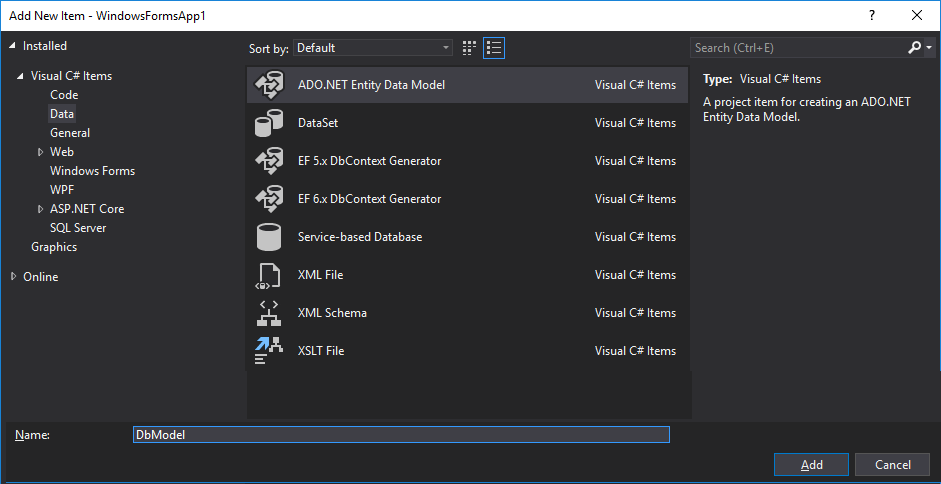 Add New Item - WindowsFormsApp1
?
Installed
Sort by: Default
Search (Ctrl+E)
Visual C# Items
Code
Data
General
Web
Windows Forms
WPF
ASP.NET Core
SQL Server
Graphics
Online
ADO.NET Entity Data Model Visual C# Items
DataSet Visual C# Items
EF 5.x DbContext Generator Visual C# Items
EF 6.x DbContext Generator Visual C# Items
Service-based Database Visual C# Items
XML File Visual C# Items
XML Schema Visual C# Items
XSLT File Visual C# Items
Type: Visual C# Items
A project item for creating an ADO.NET
Entity Data Model.
Name: DbModel
Add Cancel